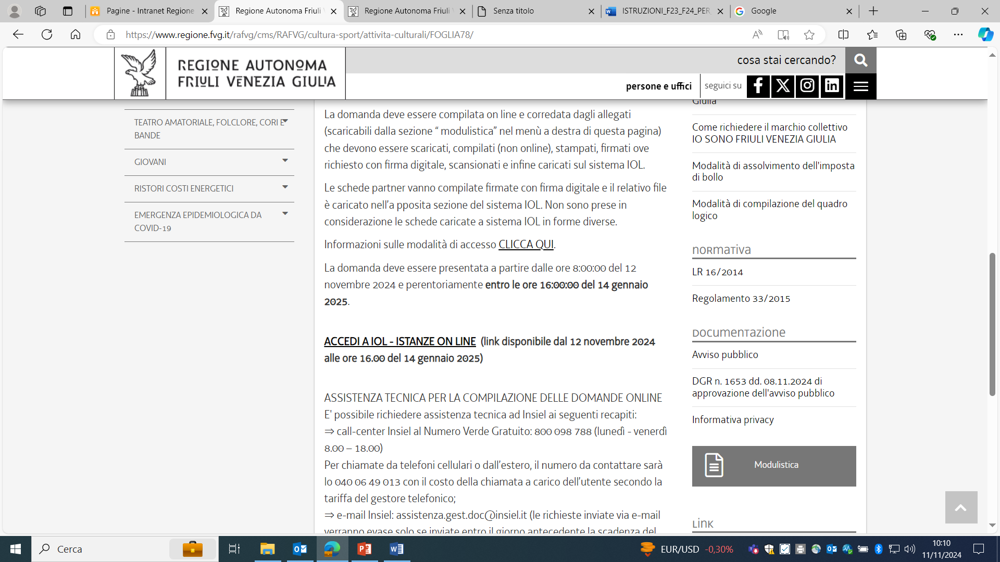 Pagine - Intranet Regione
Regione Autonoma Friuli
Regione Autonoma Friuli
Senza titolo
ISTRUZIONI_F23_F24_PER
Google
https://www.regione.fvg.it/rafvg/cms/RAFVG/cultura-sport/attivita-culturali/FOGLIA78/
REGIONE AUTONOMA
FRIULI VENEZIA GIULIA
cosa stai cercando?
persone e uffici
seguici su
TEATRO AMATORIALE, FOLCLORE, CORI E
BANDE
GIOVANI
RISTORI COSTI ENERGETICI
EMERGENZA EPIDEMIOLOGICA DA
COVID-19
La domanda deve essere compilata on line e corredata dagli allegati
(scaricabili dalla sezione “ modulistica” nel menù a destra di questa pagina)
che devono essere scaricati, compilati (non online), stampati, firmati ove
richiesto con firma digitale, scansionati e infine caricati sul sistema IOL.
Le schede partner vanno compilate firmate con firma digitale e il relativo file
è caricato nell’a pposita sezione del sistema IOL. Non sono prese in
considerazione le schede caricate a sistema IOL in forme diverse.
Informazioni sulle modalità di accesso CLICCA QUI.
La domanda deve essere presentata a partire dalle ore 8:00:00 del 12
novembre 2024 e perentoriamente entro le ore 16:00:00 del 14 gennaio
2025.
ACCEDI A IOL - ISTANZE ON LINE (link disponibile dal 12 novembre 2024
alle ore 16.00 del 14 gennaio 2025)
ASSISTENZA TECNICA PER LA COMPILAZIONE DELLE DOMANDE ONLINE
E' possibile richiedere assistenza tecnica ad Insiel ai seguenti recapiti:
⇒ call-center Insiel al Numero Verde Gratuito: 800 098 788 (lunedì - venerdì
8.00 – 18.00)
Per chiamate da telefoni cellulari o dall’estero, il numero da contattare sarà
lo 040 06 49 013 con il costo della chiamata a carico dell’utente secondo la
tariffa del gestore telefonico;
⇒ e-mail Insiel: assistenza.gest.doc@insiel.it (le richieste inviate via e-mail
verranno evase solo se inviate entro il giorno antecedente la scadenza del
Giulia
Come richiedere il marchio collettivo
IO SONO FRIULI VENEZIA GIULIA
Modalità di assolvimento dell'imposta
di bollo
Modalità di compilazione del quadro
logico
normativa
LR 16/2014
Regolamento 33/2015
documentazione
Avviso pubblico
DGR n. 1653 dd. 08.11.2024 di
approvazione dell'avviso pubblico
Informativa privacy
Modulistica
link
Cerca
EUR/USD -0,30%
10:10
11/11/2024